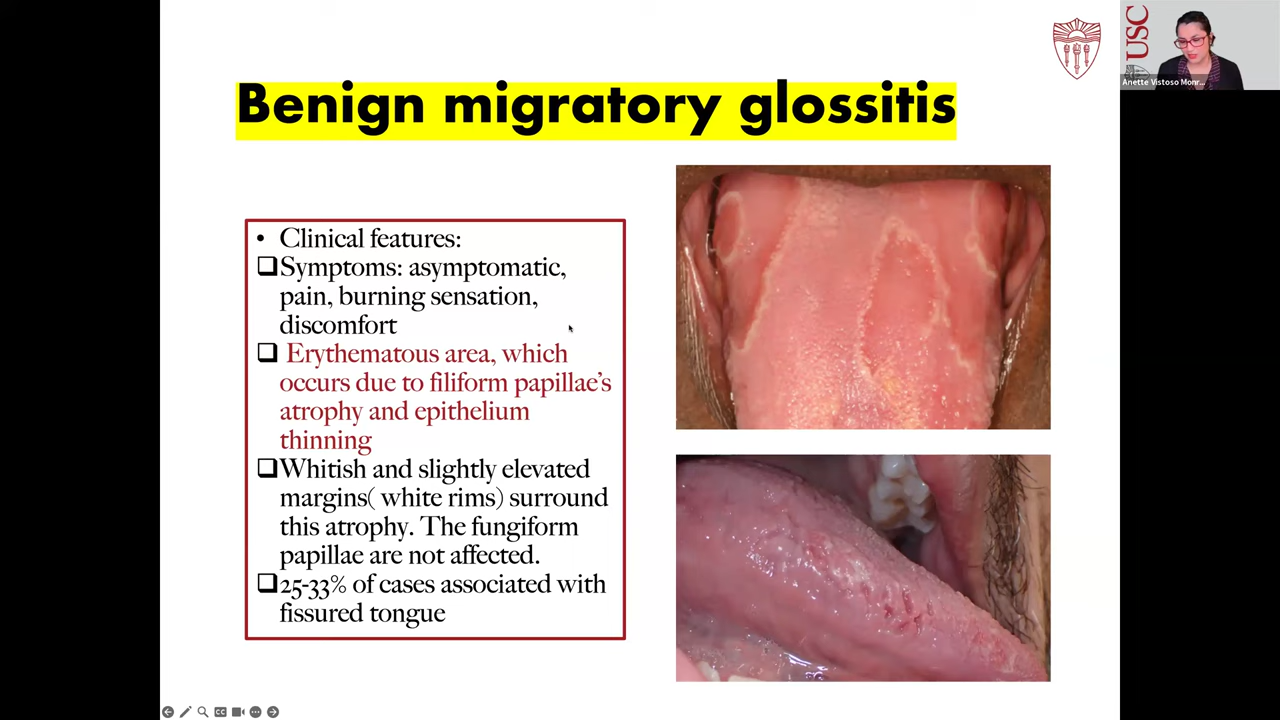 Benign migratory glossitis
USC
Anette Vistoso Monr...
• Clinical features:
Symptoms: asymptomatic,
pain, burning sensation,
discomfort
Erythematous area, which
occurs due to filiform papillae’s
atrophy and epithelium
thinning
Whitish and slightly elevated
margins( white rims) surround
this atrophy. The fungiform
papillae are not affected.
25-33% of cases associated with
fissured tongue